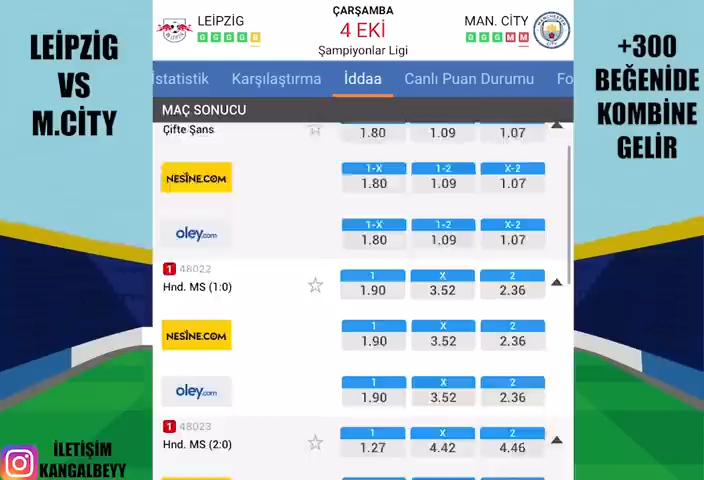 LEİPZİG
VS
M.CİTY
LEİPZİG
G G G G B
ÇARŞAMBA
4 EKİ
Şampiyonlar Ligi
MAN. CITY
G G G M M
+300
BEĞENİDE
KOMBİNE
GELİR
İstatistik Karşılaştırma İddaa Canlı Puan Durumu Fo
MAÇ SONUCU
Çifte Şans 1.80 1.09 1.07
1-X 1-2 X-2
NESİNE.COM 1.80 1.09 1.07
1-X 1-2 X-2
oley.com 1.80 1.09 1.07
1 48022
1 X 2
Hnd. MS (1:0) 1.90 3.52 2.36
1 X 2
NESİNE.COM 1.90 3.52 2.36
1 X 2
oley.com 1.90 3.52 2.36
1 48023
1 X 2
Hnd. MS (2:0) 1.27 4.42 4.46
İLETİŞİM
KANGALBEYY